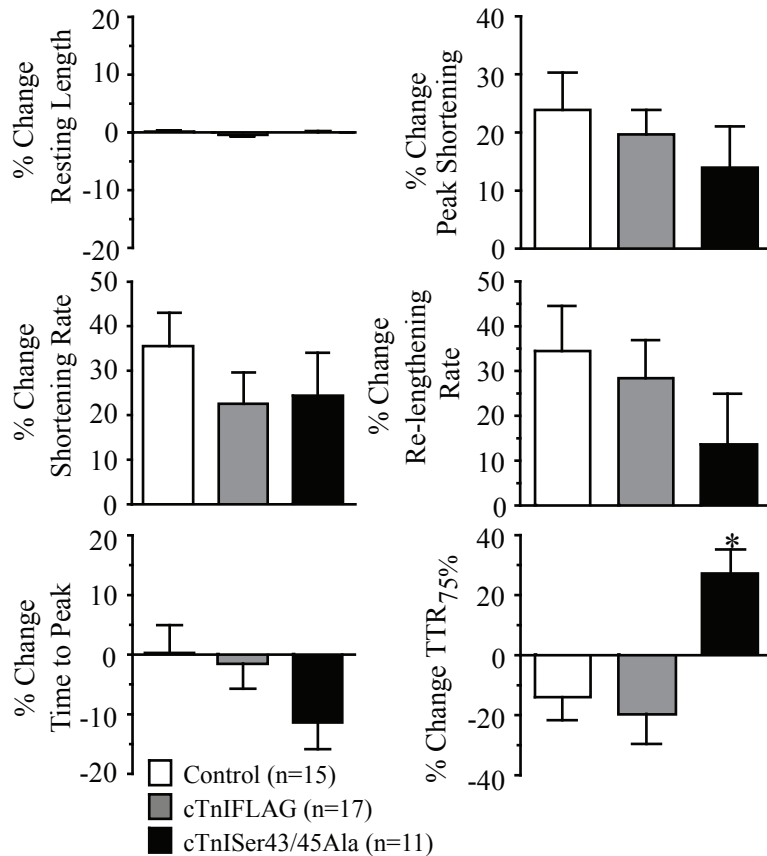 % Change
Resting Length
20
10
0
-10
-20
% Change
Peak Shortening
40
30
20
10
0
% Change
Shortening Rate
50
40
30
20
10
0
% Change
Re-lengthening
Rate
50
40
30
20
10
0
% Change
Time to Peak
20
10
0
-10
-20
% Change TTR75%
40
20
0
-20
-40
*
Control (n=15)
cTnIFLAG (n=17)
cTnISer43/45Ala (n=11)